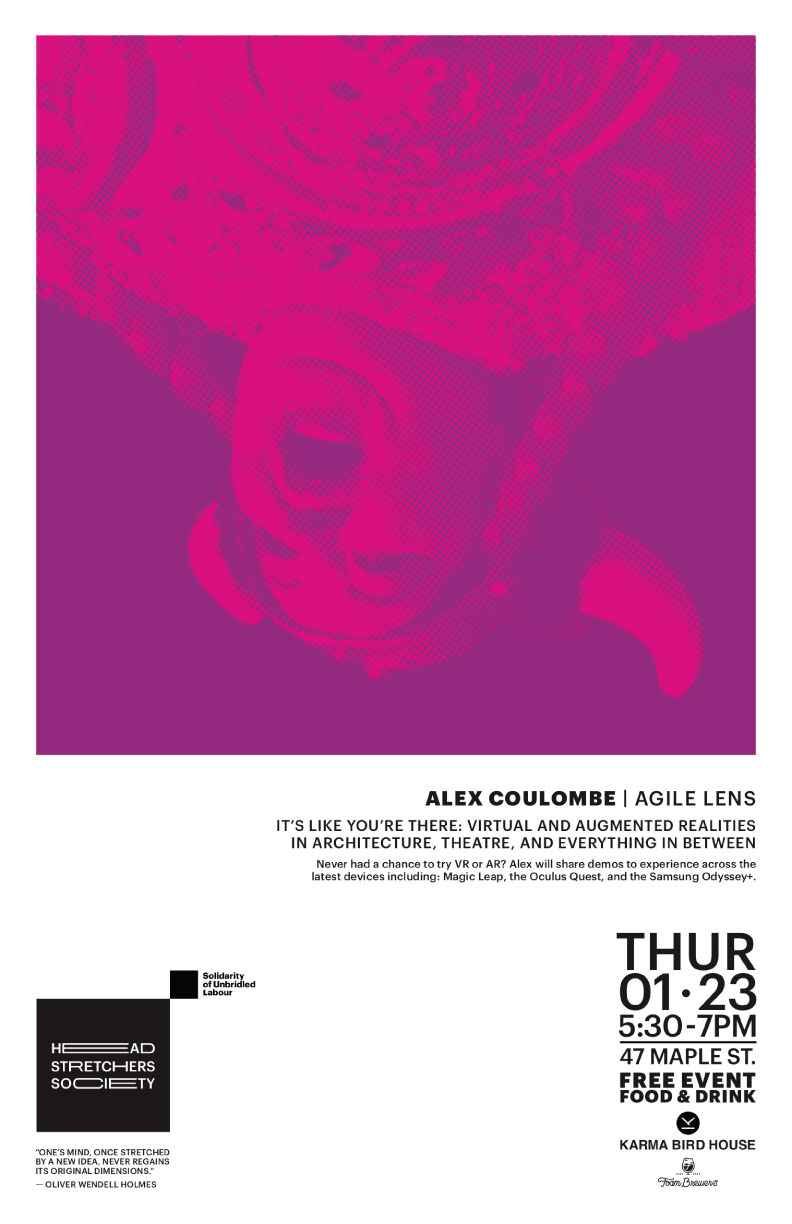 ALEX COULOMBE | AGILE LENS
IT'S LIKE YOU'RE THERE: VIRTUAL AND AUGMENTED REALITIES
IN ARCHITECTURE, THEATRE, AND EVERYTHING IN BETWEEN
Never had a chance to try VR or AR? Alex will share demos to experience across the
latest devices including: Magic Leap, the Oculus Quest, and the Samsung Odyssey+.
Solidarity
of Unbridled
Labour
HEAD
STRETCHERS
SOCIETY
"ONE'S MIND, ONCE STRETCHED
BY A NEW IDEA, NEVER REGAINS
ITS ORIGINAL DIMENSIONS."
— OLIVER WENDELL HOLMES
THUR
01·23
5:30-7PM
47 MAPLE ST.
FREE EVENT
FOOD & DRINK
KARMA BIRD HOUSE
Foam Brewers